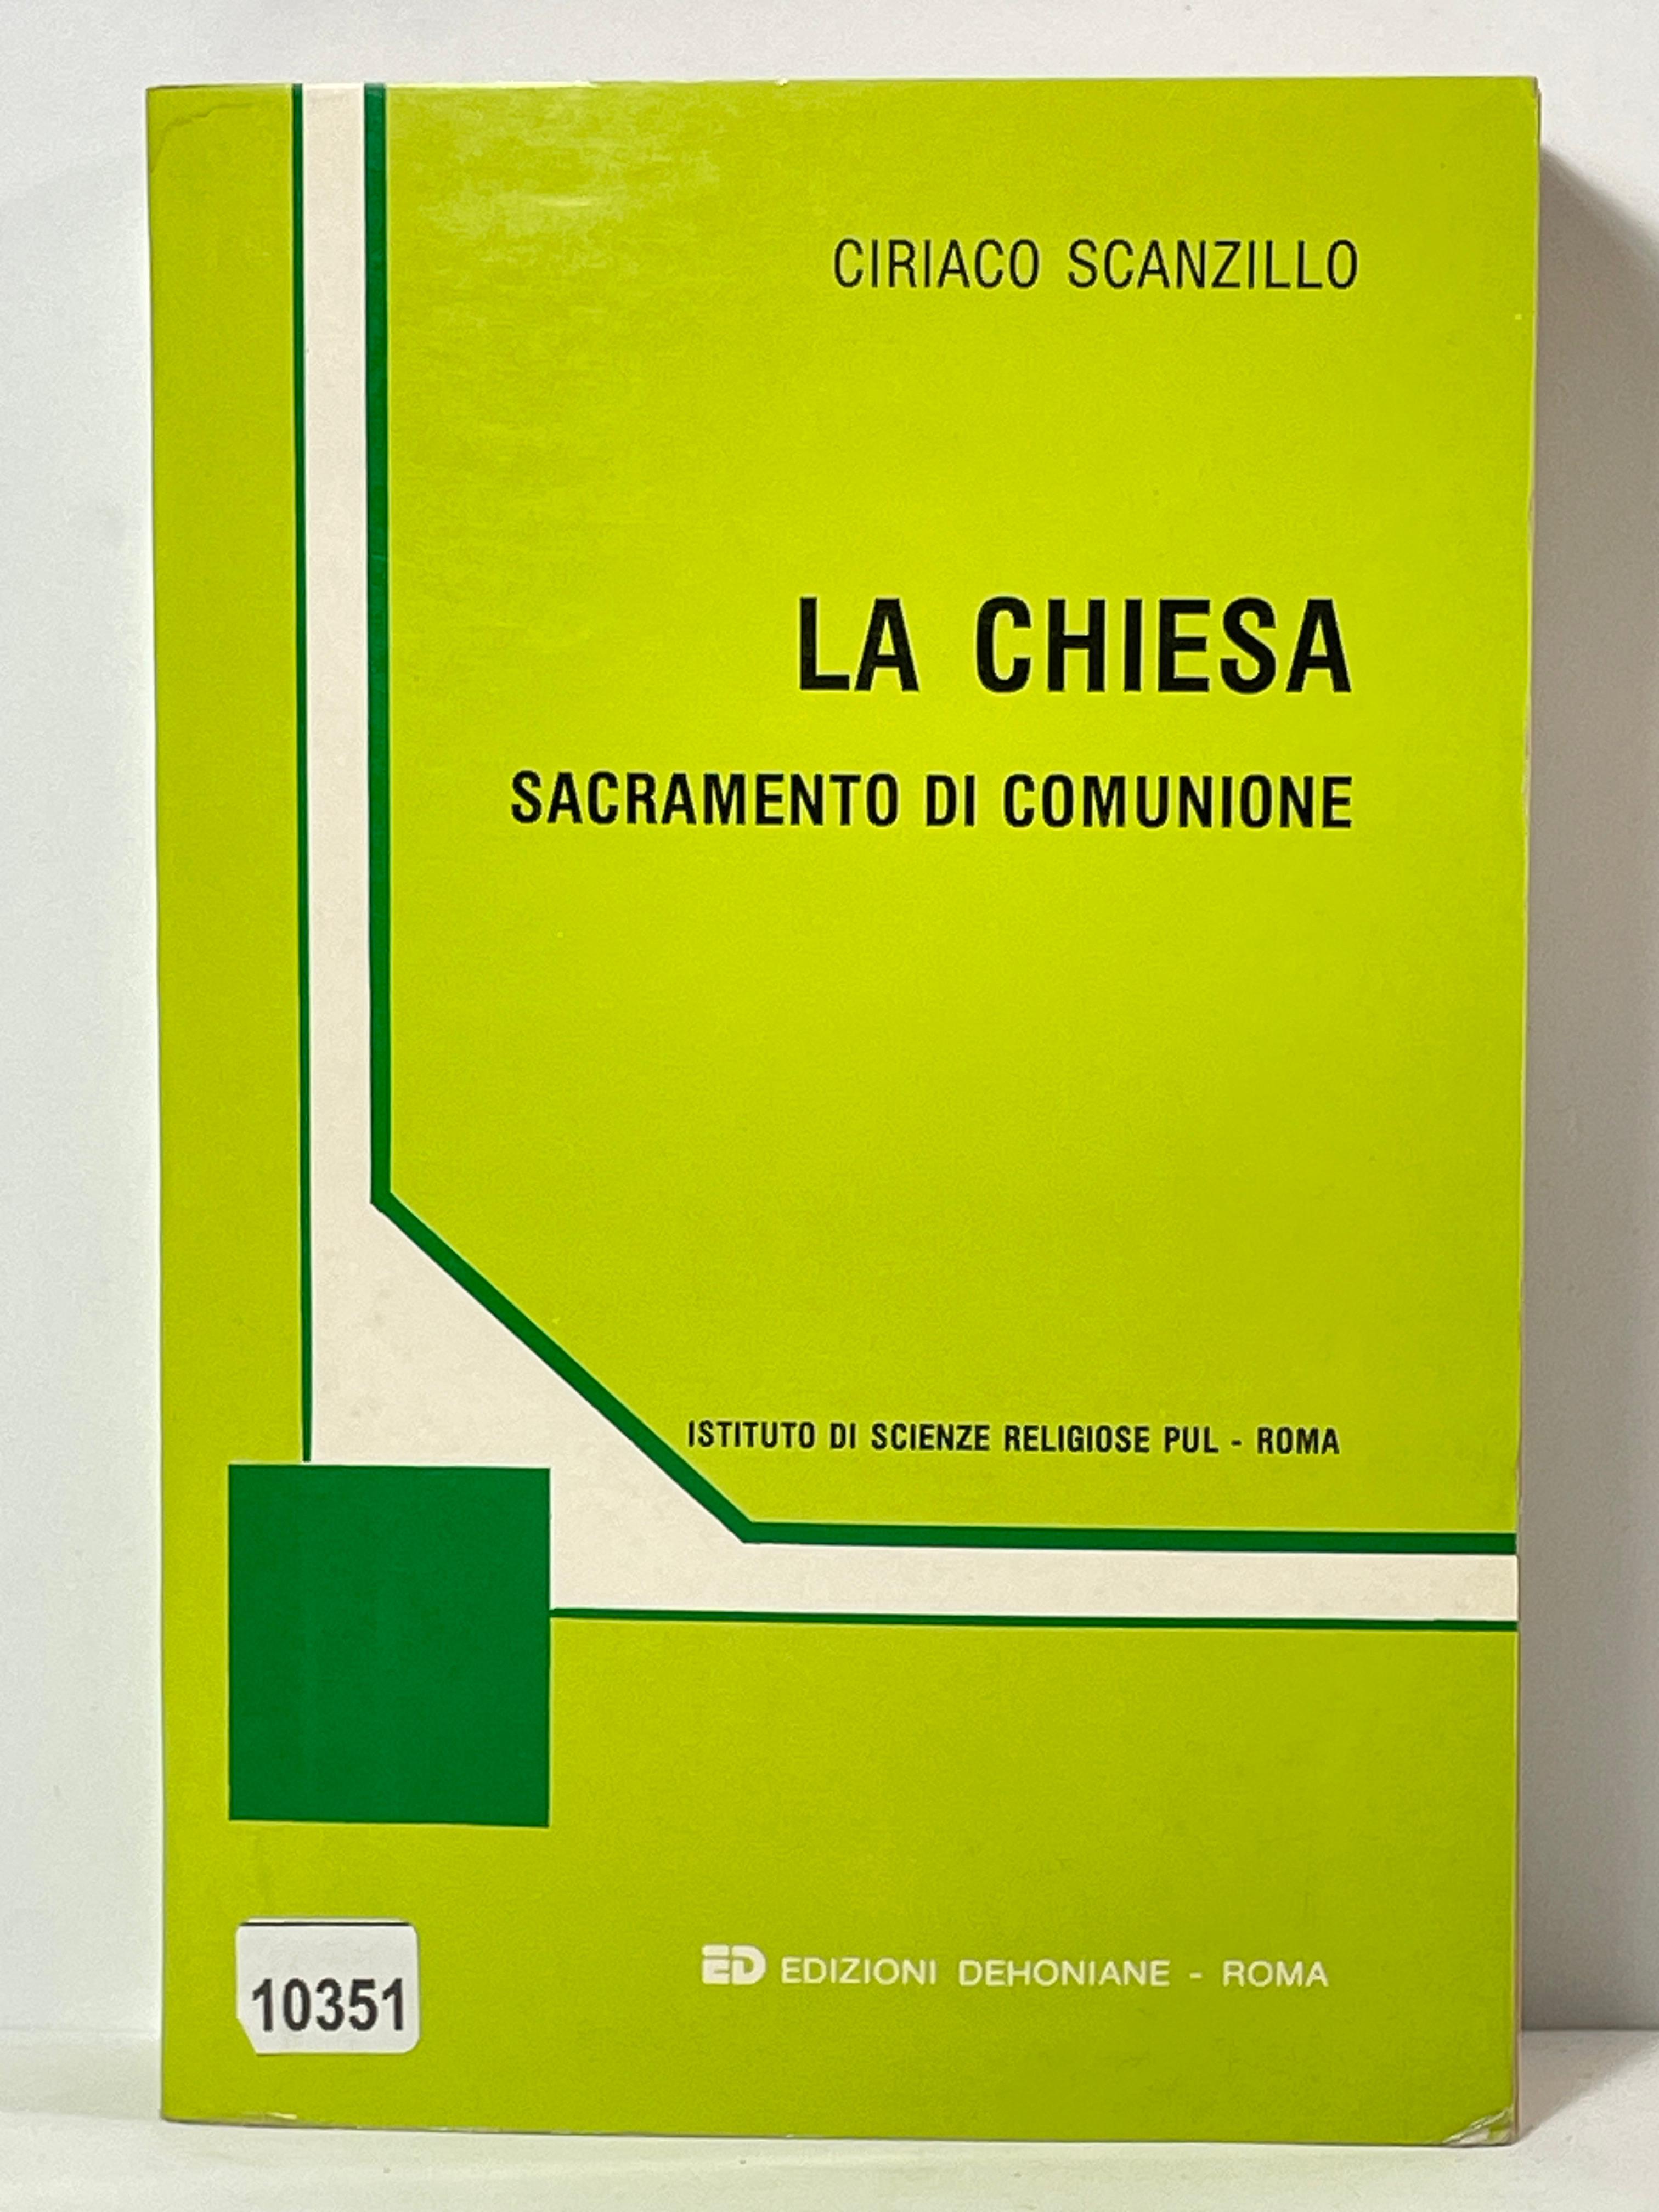 CIRIACO SCANZILLO
LA CHIESA
SACRAMENTO DI COMUNIONE
ISTITUTO DI SCIENZE RELIGIOSE PUL - ROMA
ED EDIZIONI DEHONIANE - ROMA
10351